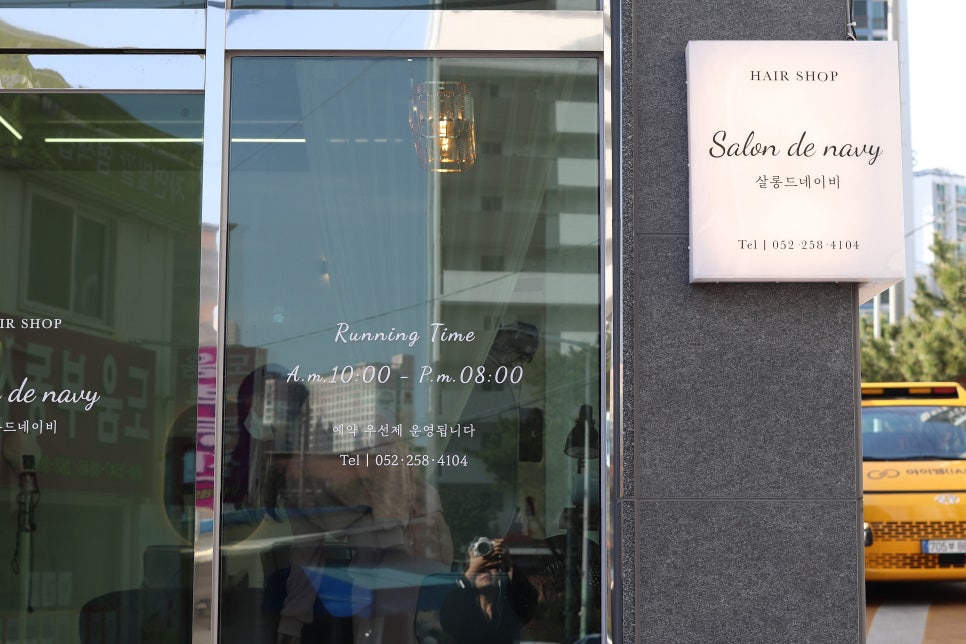 HAIR SHOP
Salon de navy
살롱드네이비
Tel | 052·258·4104
Running Time
A.m.10:00 - P.m.08:00
예약 우선제 운영됩니다
Tel | 052·258·4104
IR SHOP
de navy
드네이비